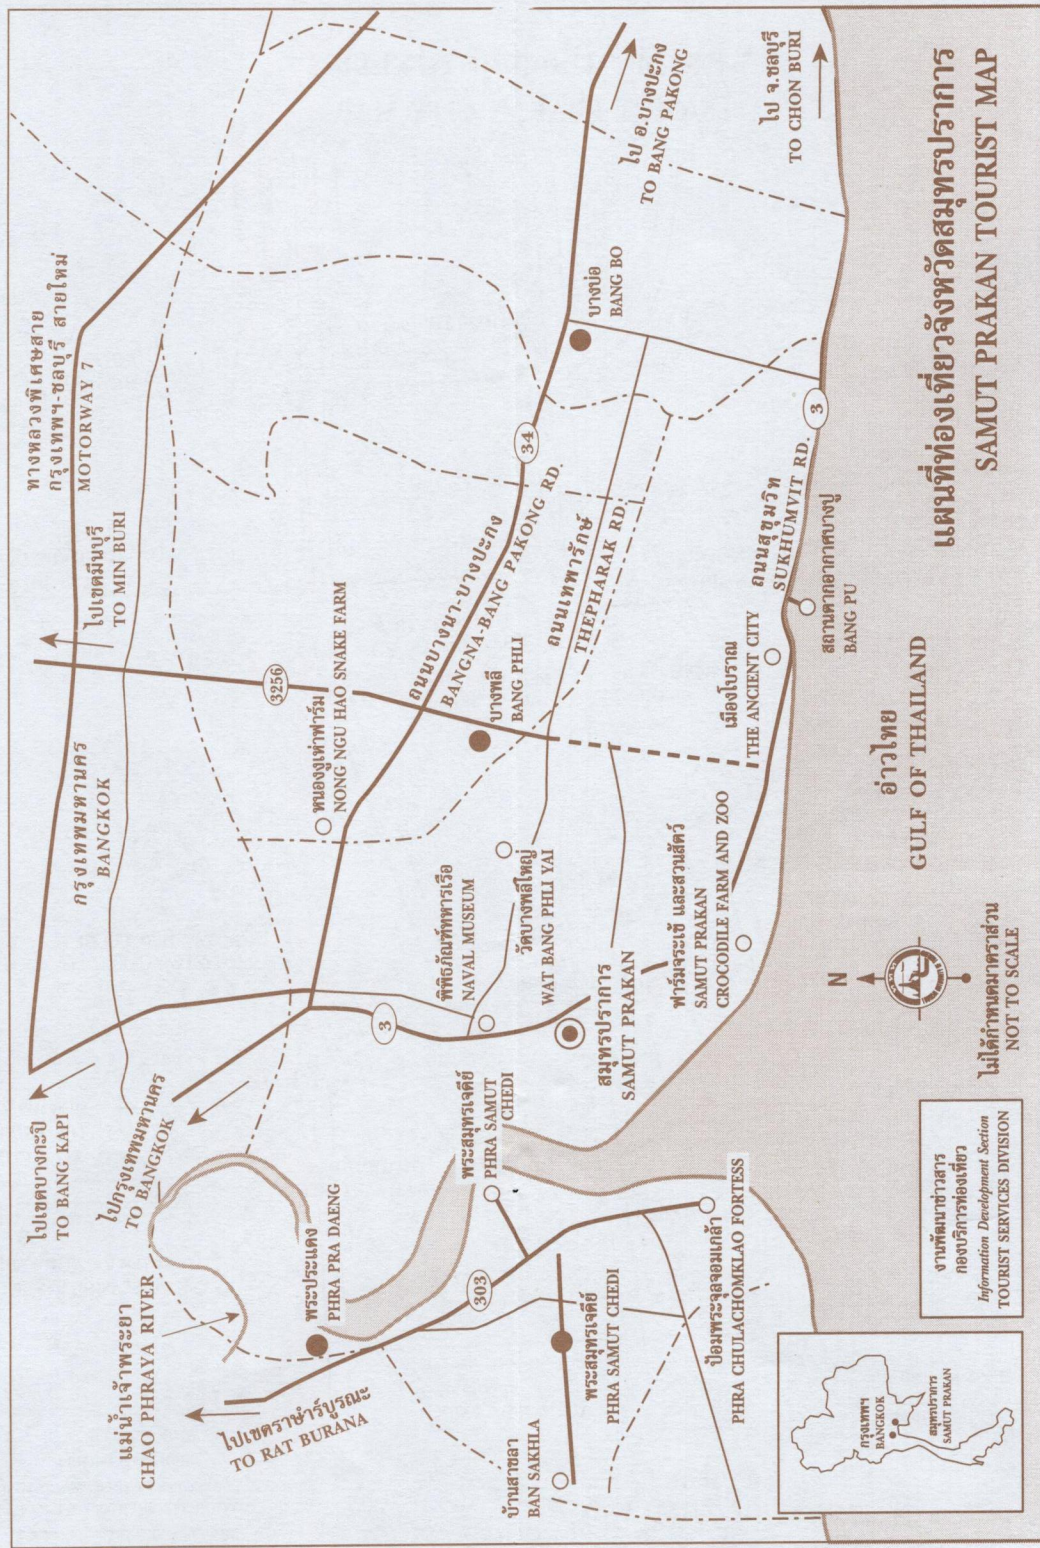 แผนที่ท่องเที่ยวจังหวัดสมุทรปราการ
SAMUT PRAKAN TOURIST MAP
ทางหลวงพิเศษสาย
กรุงเทพฯ-ชลบุรี สายใหม่
MOTORWAY 7
ไปเขตมีนบุรี
TO MIN BURI
กรุงเทพมหานคร
BANGKOK
ไปเขตบางกะปิ
TO BANG KAPI
ไปกรุงเทพมหานคร
TO BANGKOK
แม่น้ำเจ้าพระยา
CHAO PHRAYA RIVER
ไปเขตราษำร์บูรณะ
TO RAT BURANA
พระประแดง
PHRA PRA DAENG
303
พระสมุทรเจดีย์
PHRA SAMUT
CHEDI
พระสมุทรเจดีย์
PHRA SAMUT CHEDI
บ้านสาขลา
BAN SAKHLA
ป้อมพระจุลจอมเกล้า
PHRA CHULACHOMKLAO FORTESS
3
พิพิธภัณฑ์ทหารเรือ
NAVAL MUSEUM
วัดบางพลีใหญ่
WAT BANG PHLI YAI
สมุทรปราการ
SAMUT PRAKAN
ฟาร์มจระเข้ และสวนสัตว์
SAMUT PRAKAN
CROCODILE FARM AND ZOO
หนองงูเห่าฟาร์ม
NONG NGU HAO SNAKE FARM
3256
ถนนบางนา-บางปะกง
BANGNA-BANG PAKONG RD.
34
บางพลี
BANG PHLI
ถนนเทพารักษ์
THEPHARAK RD.
เมืองโบราณ
THE ANCIENT CITY
ถนนสุขุมวิท
SUKHUMVIT RD.
3
สถานตากอากาศบางปู
BANG PU
บางบ่อ
BANG BO
ไป อ.บางปะกง
TO BANG PAKONG
ไป จ.ชลบุรี
TO CHON BURI
อ่าวไทย
GULF OF THAILAND
N
ไม่ได้กำหนดมาตราส่วน
NOT TO SCALE
งานพัฒนาข่าวสาร
กองบริการท่องเที่ยว
Information Development Section
TOURIST SERVICES DIVISION
กรุงเทพฯ
BANGKOK
สมุทรปราการ
SAMUT PRAKAN